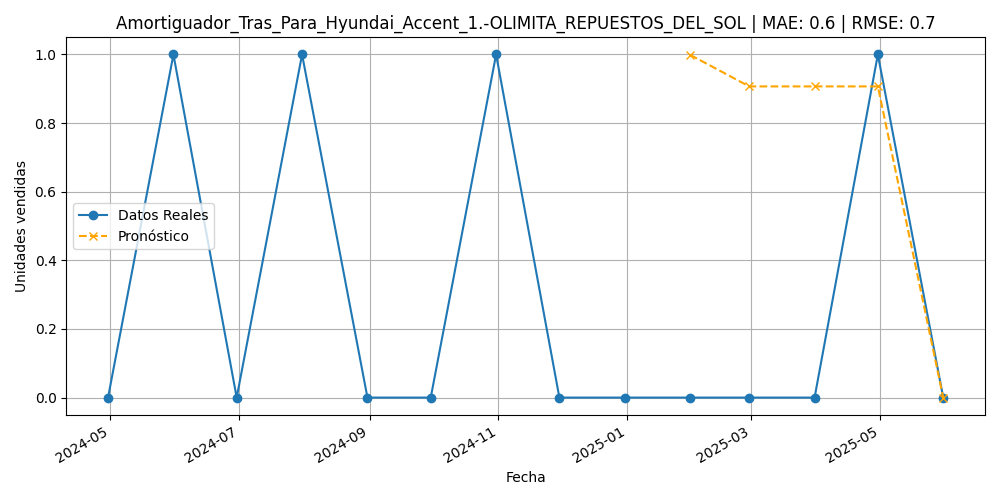 Amortiguador_Tras_Para_Hyundai_Accent_1.-OLIMITA_REPUESTOS_DEL_SOL | MAE: 0.6 | RMSE: 0.7
Unidades vendidas
1.0
0.8
0.6
0.4
0.2
0.0
Datos Reales
Pronóstico
2024-05
2024-07
2024-09
2024-11
2025-01
2025-03
2025-05
Fecha